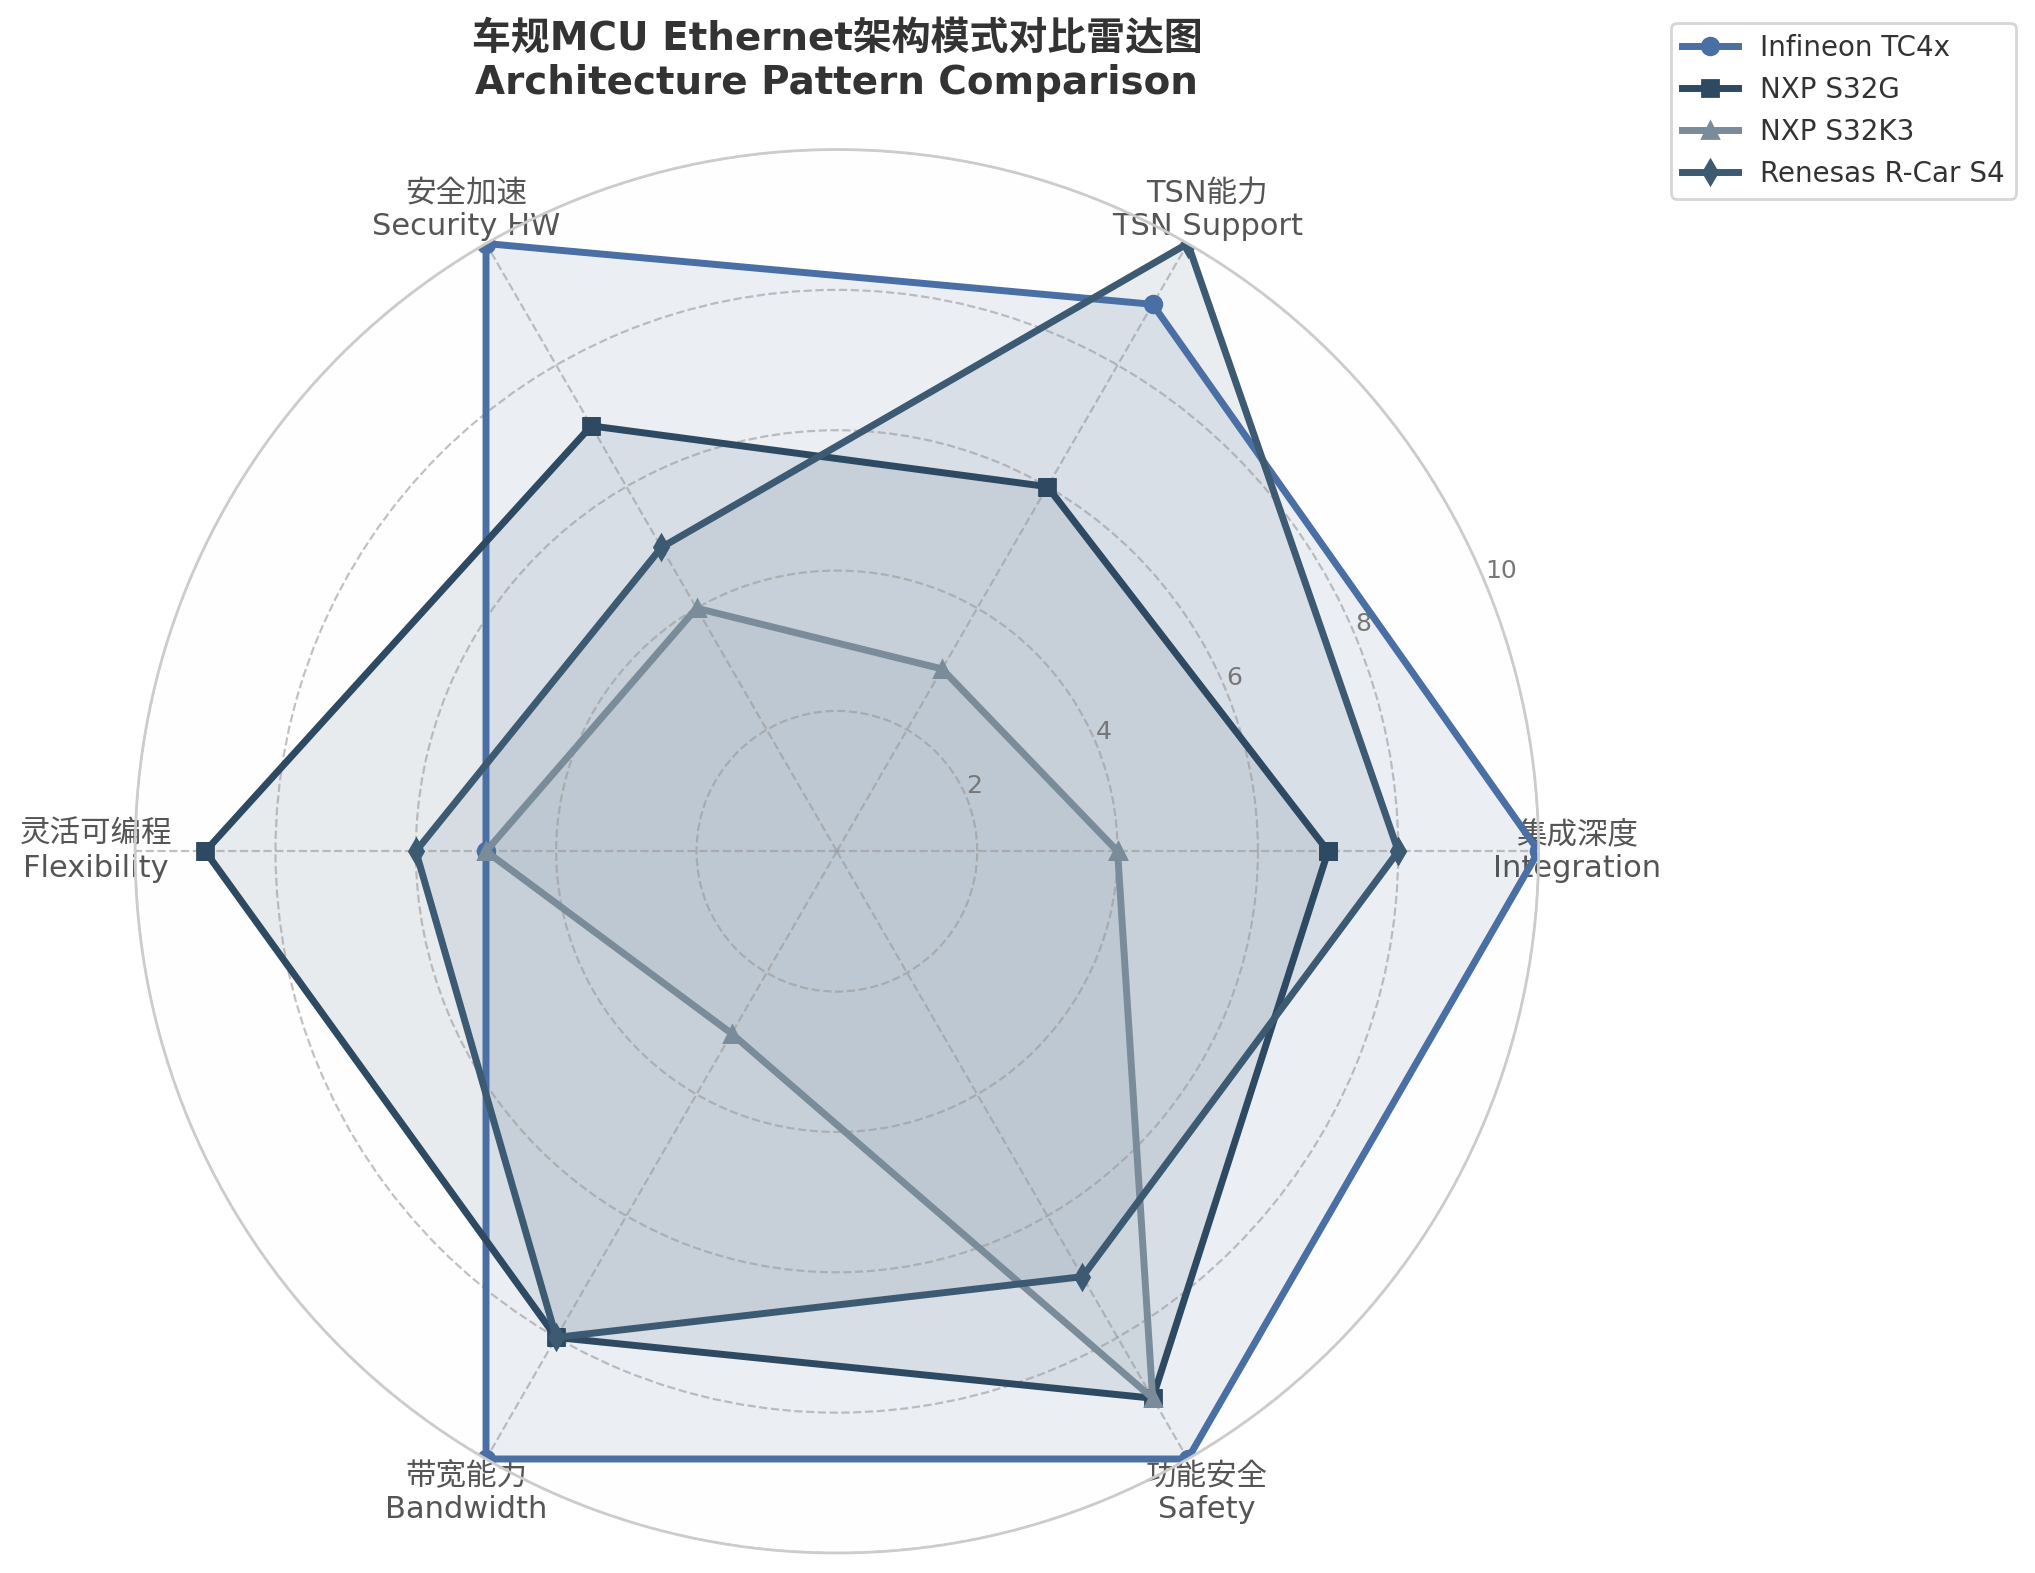 车规MCU Ethernet架构模式对比雷达图
Architecture Pattern Comparison
Infineon TC4x
NXP S32G
NXP S32K3
Renesas R-Car S4
安全加速
Security HW
TSN能力
TSN Support
10
8
6
4
2
灵活可编程
Flexibility
集成深度
Integration
带宽能力
Bandwidth
功能安全
Safety